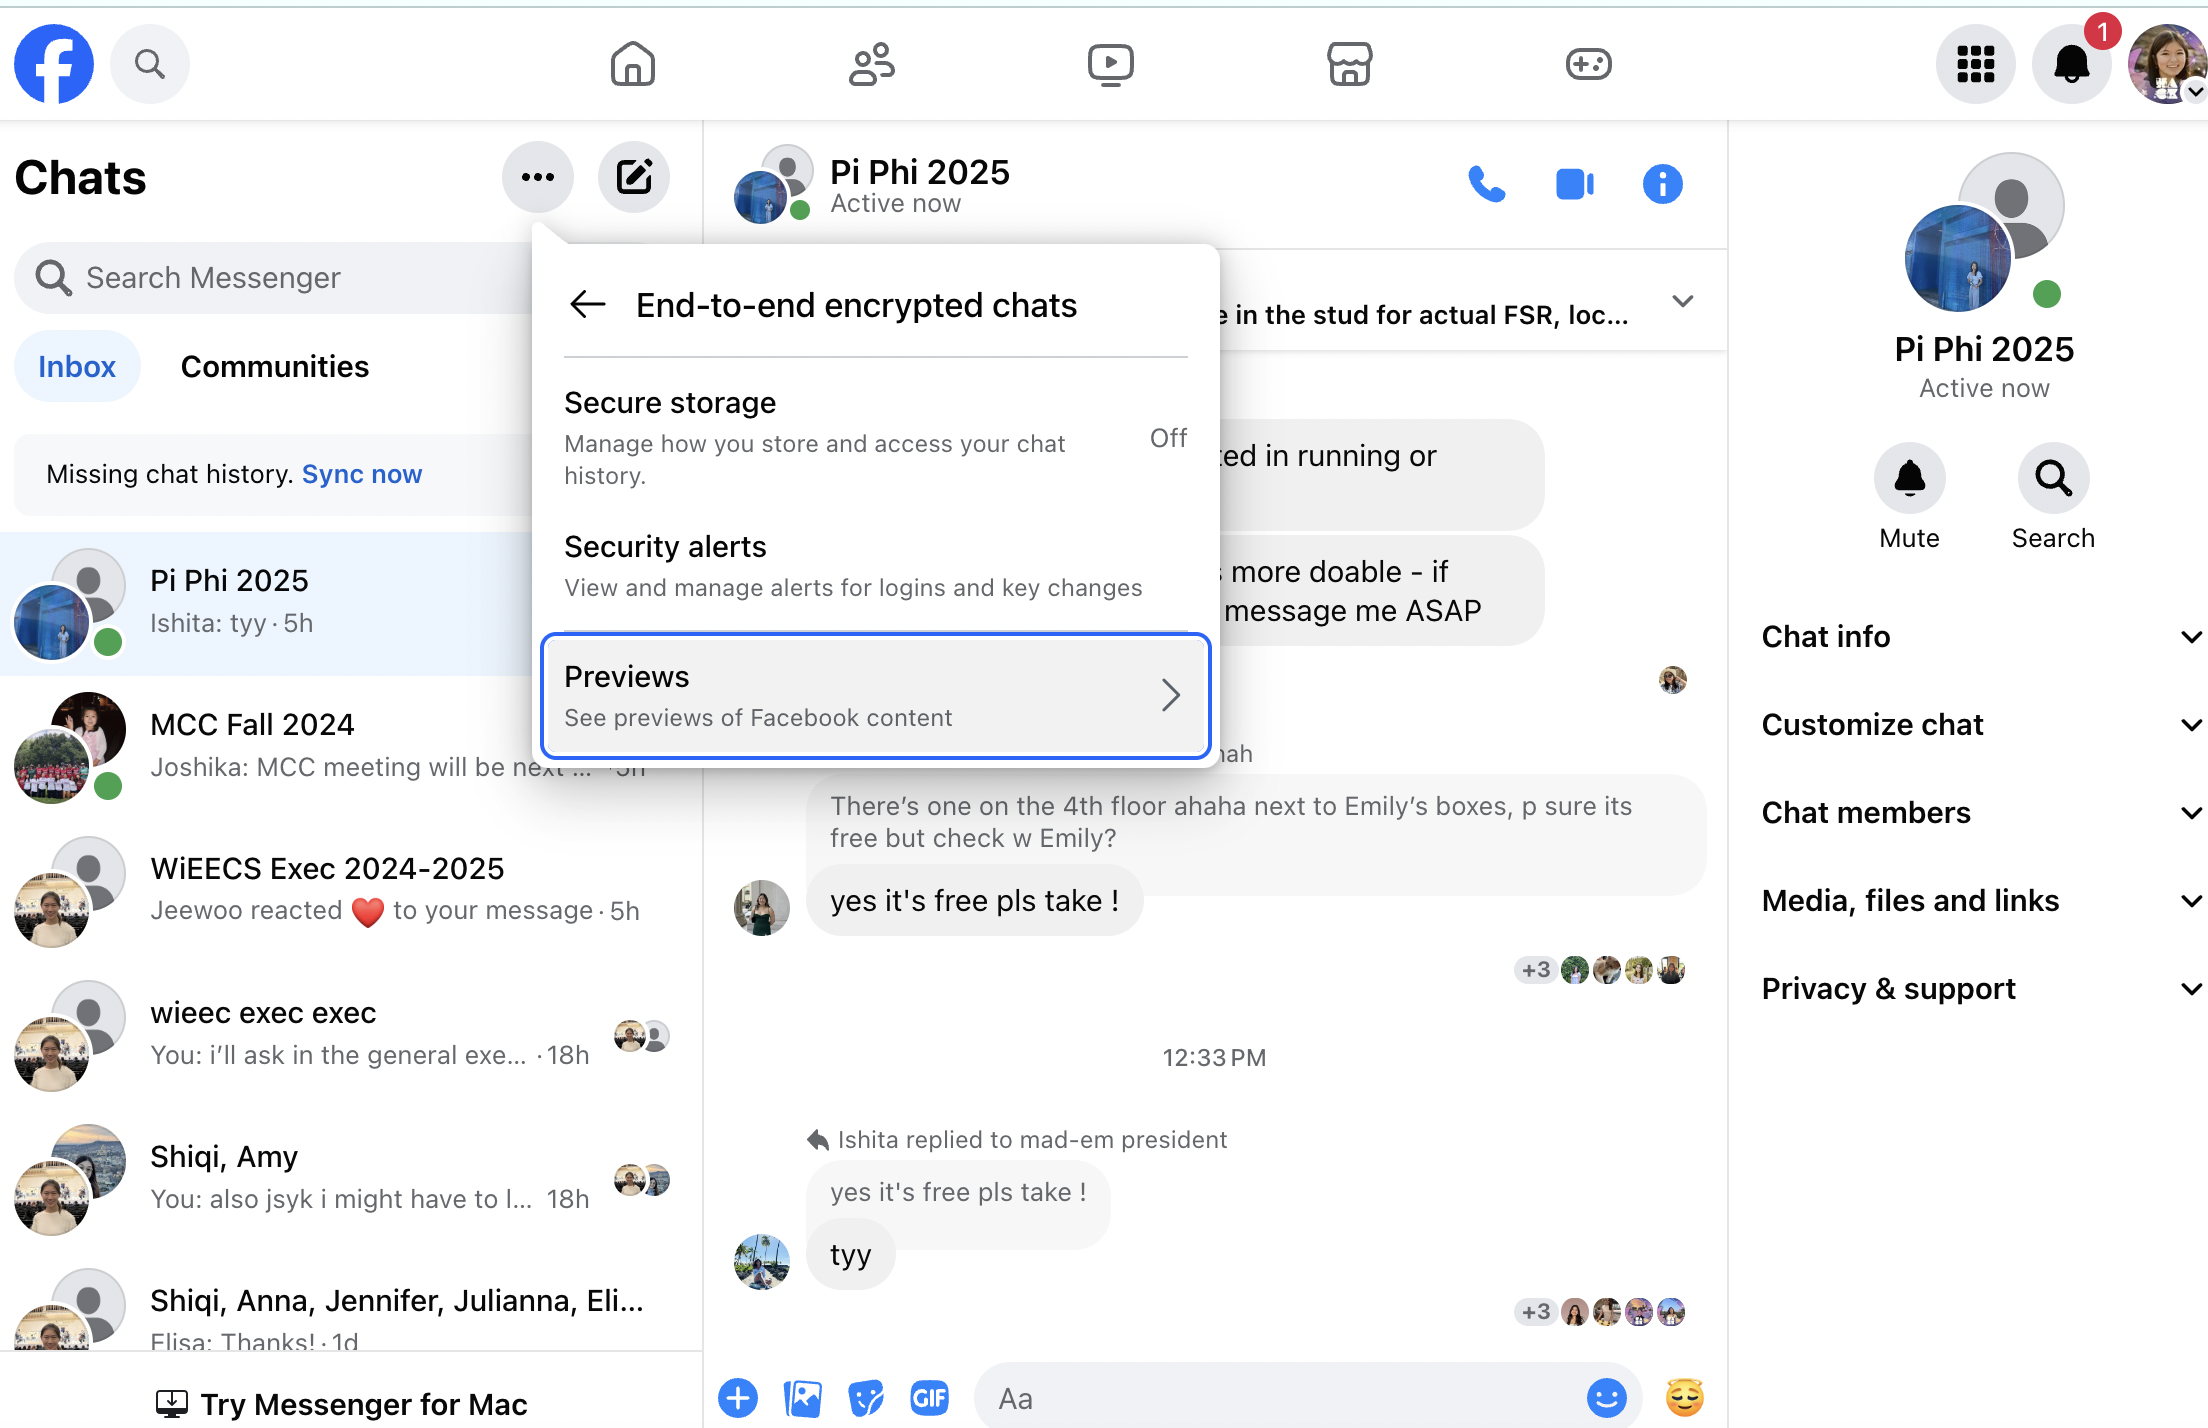 1
Chats
Search Messenger
Inbox
Communities
Missing chat history. Sync now
Pi Phi 2025
Ishita: tyy · 5h
MCC Fall 2024
Joshika: MCC meeting will be next ... · 5h
WiEECS Exec 2024-2025
Jeewoo reacted ❤️ to your message · 5h
wieec exec exec
You: i’ll ask in the general exe... · 18h
Shiqi, Amy
You: also jsyk i might have to l... 18h
Shiqi, Anna, Jennifer, Julianna, Eli...
Elisa: Thanks! · 1d
Try Messenger for Mac
End-to-end encrypted chats
Secure storage
Manage how you store and access your chat
history.
Off
Security alerts
View and manage alerts for logins and key changes
Previews
See previews of Facebook content
Pi Phi 2025
Active now
in the stud for actual FSR, loc...
in running or
more doable - if
message me ASAP
There’s one on the 4th floor ahaha next to Emily’s boxes, p sure its
free but check w Emily?
yes it's free pls take !
+3
12:33 PM
Ishita replied to mad-em president
yes it's free pls take !
tyy
+3
GIF
Aa
Pi Phi 2025
Active now
Mute
Search
Chat info
Customize chat
Chat members
Media, files and links
Privacy & support